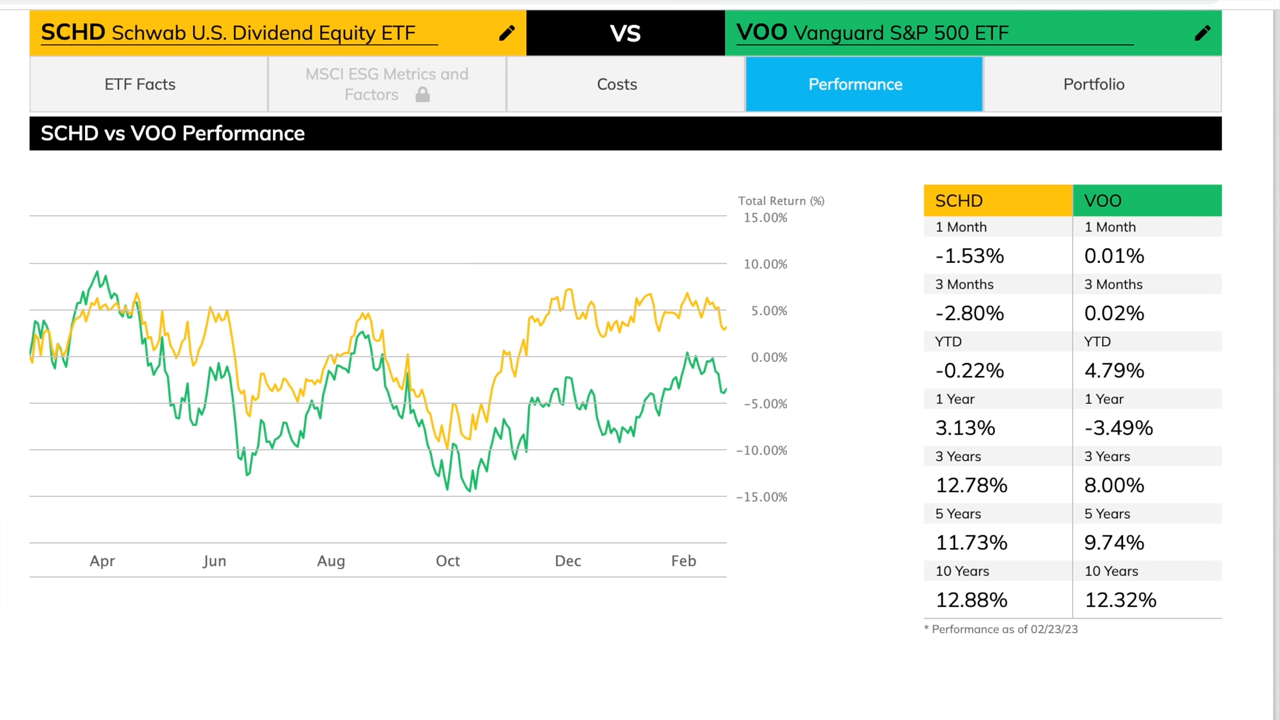 SCHD Schwab U.S. Dividend Equity ETF
VS
VOO Vanguard S&P 500 ETF
ETF Facts
MSCI ESG Metrics and
Factors
Costs
Performance
Portfolio
SCHD vs VOO Performance
Total Return (%)
15.00%
10.00%
5.00%
0.00%
-5.00%
-10.00%
-15.00%
Apr Jun Aug Oct Dec Feb
SCHD VOO
1 Month 1 Month
-1.53% 0.01%
3 Months 3 Months
-2.80% 0.02%
YTD YTD
-0.22% 4.79%
1 Year 1 Year
3.13% -3.49%
3 Years 3 Years
12.78% 8.00%
5 Years 5 Years
11.73% 9.74%
10 Years 10 Years
12.88% 12.32%
* Performance as of 02/23/23